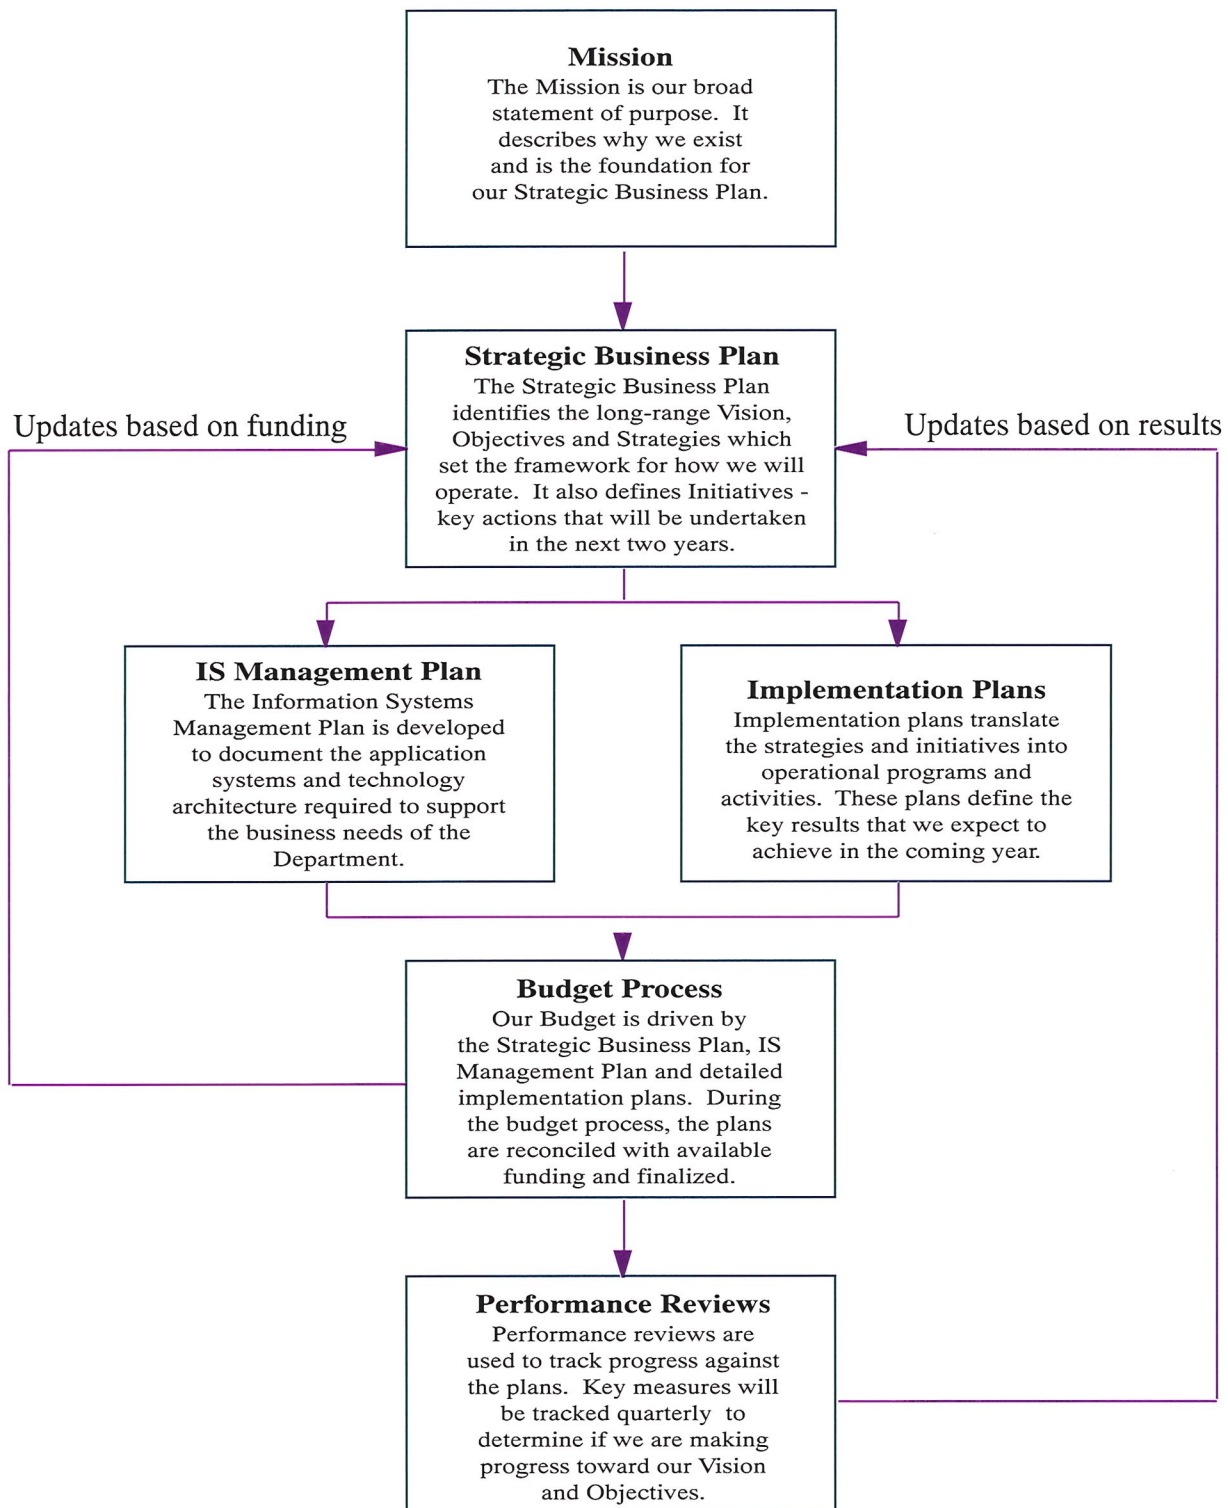 Mission
The Mission is our broad
statement of purpose.  It
describes why we exist
and is the foundation for
our Strategic Business Plan.
Strategic Business Plan
The Strategic Business Plan
identifies the long-range Vision,
Objectives and Strategies which
set the framework for how we will
operate.  It also defines Initiatives -
key actions that will be undertaken
in the next two years.
Updates based on funding
Updates based on results
IS Management Plan
The Information Systems
Management Plan is developed
to document the application
systems and technology
architecture required to support
the business needs of the
Department.
Implementation Plans
Implementation plans translate
the strategies and initiatives into
operational programs and
activities.  These plans define the
key results that we expect to
achieve in the coming year.
Budget Process
Our Budget is driven by
the Strategic Business Plan, IS
Management Plan and detailed
implementation plans.  During
the budget process, the plans
are reconciled with available
funding and finalized.
Performance Reviews
Performance reviews are
used to track progress against
the plans.  Key measures will
be tracked quarterly  to
determine if we are making
progress toward our Vision
and Objectives.